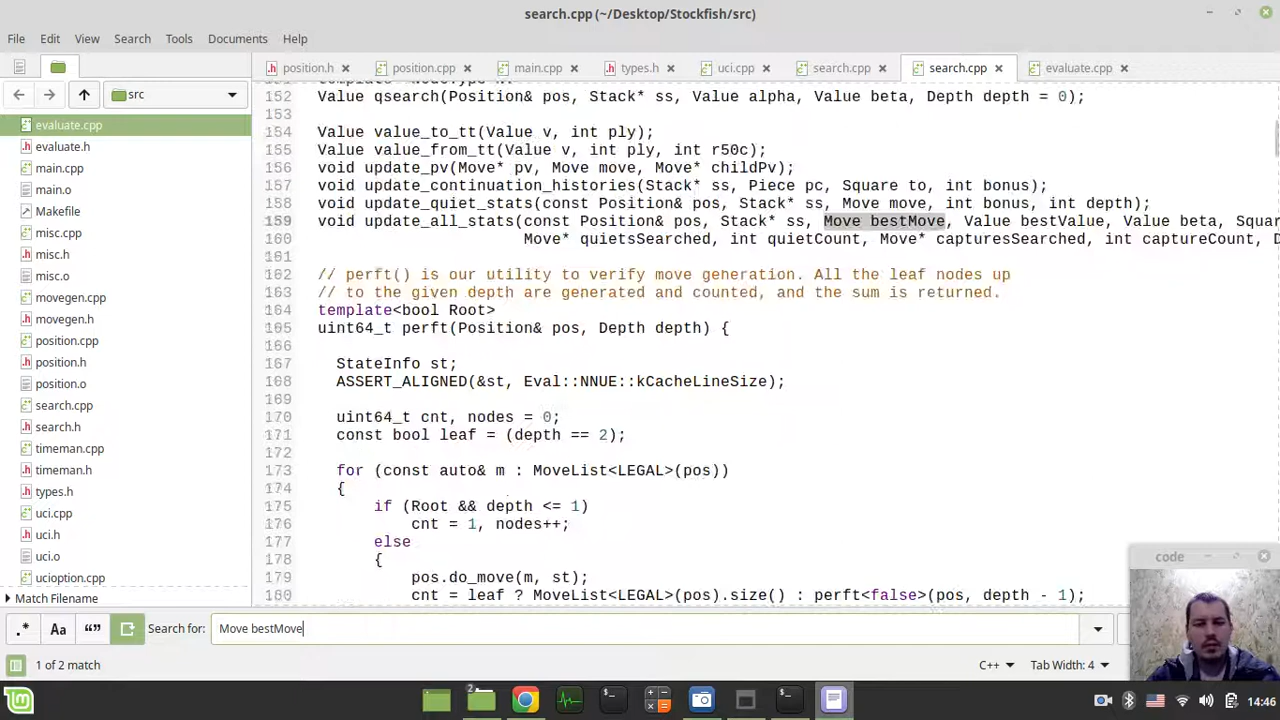 search.cpp (~/Desktop/Stockfish/src)
File Edit View Search Tools Documents Help
position.h position.cpp main.cpp types.h uci.cpp search.cpp search.cpp evaluate.cpp
src
evaluate.cpp
evaluate.h
main.cpp
main.o
Makefile
misc.cpp
misc.h
misc.o
movegen.cpp
movegen.h
position.cpp
position.h
position.o
search.cpp
search.h
timeman.cpp
timeman.h
types.h
uci.cpp
uci.h
uci.o
ucioption.cpp
Match Filename
152 Value qsearch(Position& pos, Stack* ss, Value alpha, Value beta, Depth depth = 0);
153
154 Value value_to_tt(Value v, int ply);
155 Value value_from_tt(Value v, int ply, int r50c);
156 void update_pv(Move* pv, Move move, Move* childPv);
157 void update_continuation_histories(Stack* ss, Piece pc, Square to, int bonus);
158 void update_quiet_stats(const Position& pos, Stack* ss, Move move, int bonus, int depth);
159 void update_all_stats(const Position& pos, Stack* ss, Move bestMove, Value bestValue, Value beta, Squar
160 Move* quietsSearched, int quietCount, Move* capturesSearched, int captureCount, D
161
162 // perft() is our utility to verify move generation. All the leaf nodes up
163 // to the given depth are generated and counted, and the sum is returned.
164 template<bool Root>
165 uint64_t perft(Position& pos, Depth depth) {
166
167 StateInfo st;
168 ASSERT_ALIGNED(&st, Eval::NNUE::kCacheLineSize);
169
170 uint64_t cnt, nodes = 0;
171 const bool leaf = (depth == 2);
172
173 for (const auto& m : MoveList<LEGAL>(pos))
174 {
175 if (Root && depth <= 1)
176 cnt = 1, nodes++;
177 else
178 {
179 pos.do_move(m, st);
180 cnt = leaf ? MoveList<LEGAL>(pos).size() : perft<false>(pos, depth - 1);
code
.* Aa “” Search for: Move bestMove
1 of 2 match C++ Tab Width: 4
2 14:46